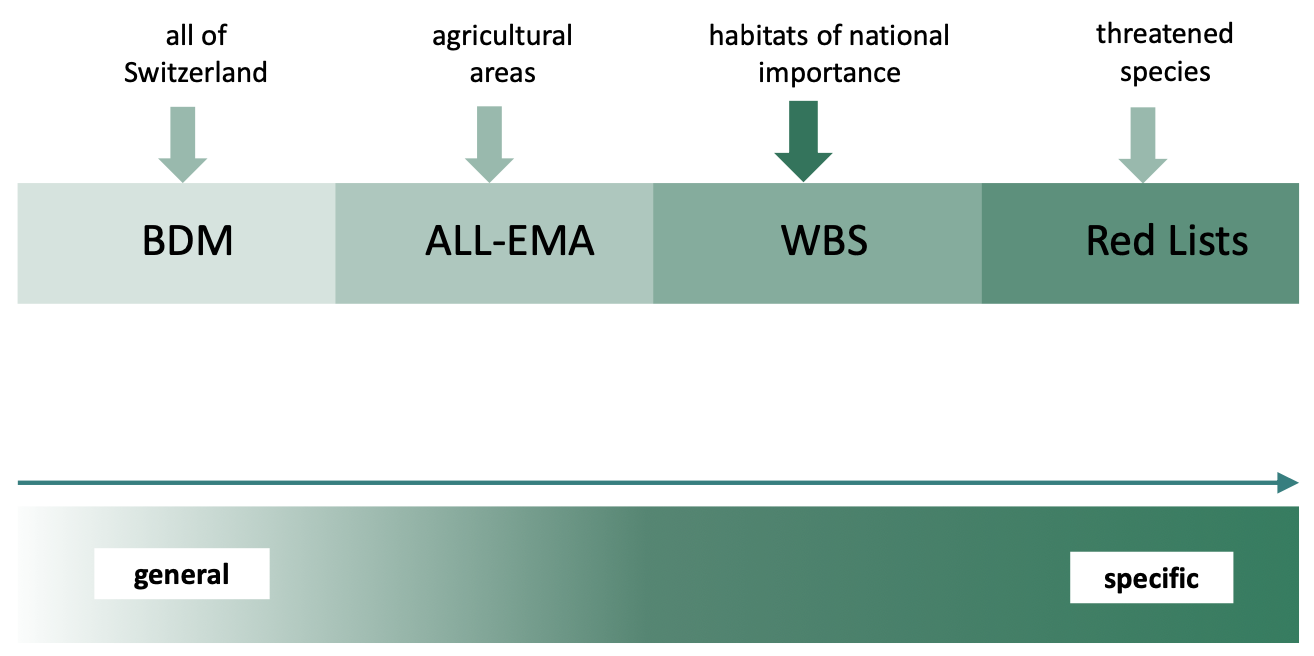 all of
Switzerland
agricultural
areas
habitats of national
importance
threatened
species
BDM
ALL-EMA
WBS
Red Lists
general
specific